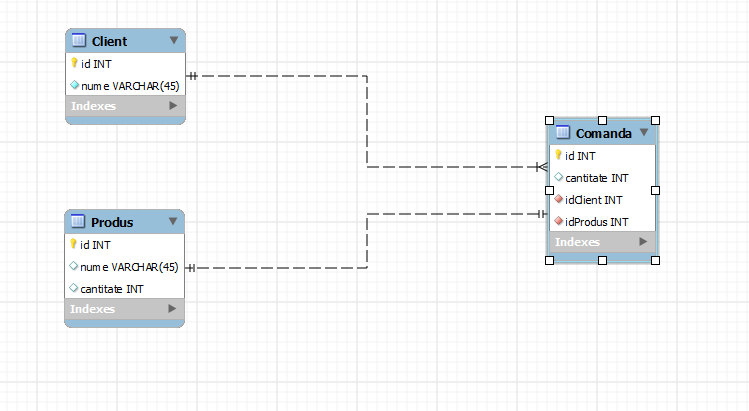 Client
id INT
nume VARCHAR(45)
Indexes
Produs
id INT
nume VARCHAR(45)
cantitate INT
Indexes
Comanda
id INT
cantitate INT
idClient INT
idProdus INT
Indexes